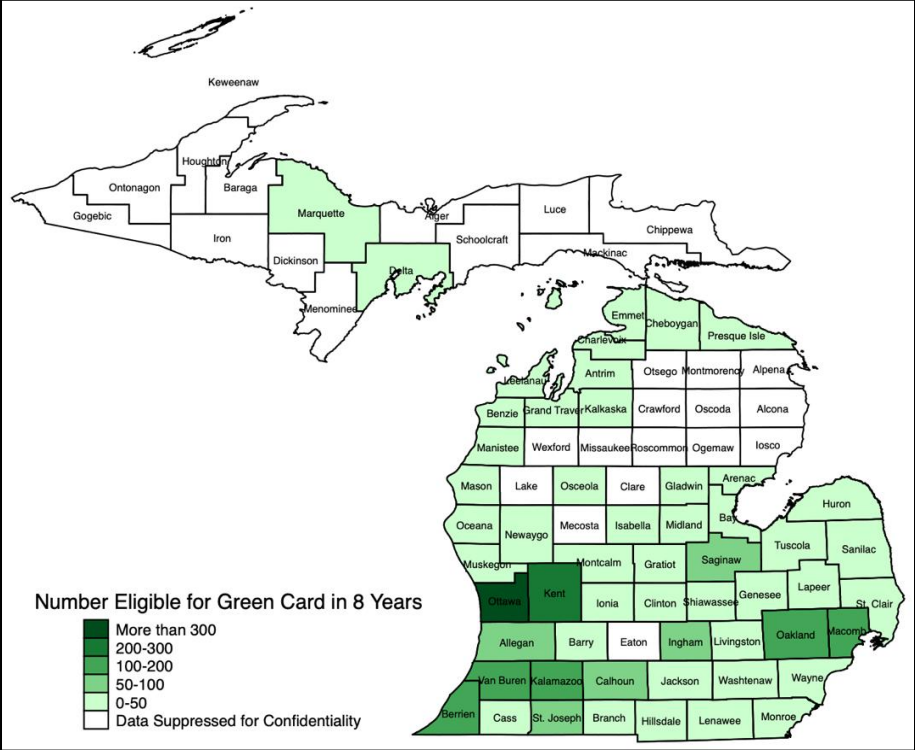 Keweenaw
Houghton
Ontonagon
Baraga
Gogebic
Marquette
Iron
Dickinson
Menominee
Delta
Alger
Schoolcraft
Luce
Chippewa
Mackinac
Emmet
Cheboygan
Presque Isle
Charlevoix
Leelanau
Antrim
Otsego
Montmorency
Alpena
Benzie
Grand Traver
Kalkaska
Crawford
Oscoda
Alcona
Manistee
Wexford
Missaukee
Roscommon
Ogemaw
Iosco
Mason
Lake
Osceola
Clare
Gladwin
Arenac
Huron
Oceana
Newaygo
Mecosta
Isabella
Midland
Bay
Tuscola
Sanilac
Muskegon
Montcalm
Gratiot
Saginaw
Genesee
Lapeer
St. Clair
Ottawa
Kent
Ionia
Clinton
Shiawassee
Allegan
Barry
Eaton
Ingham
Livingston
Oakland
Macomb
Van Buren
Kalamazoo
Calhoun
Jackson
Washtenaw
Wayne
Berrien
Cass
St. Joseph
Branch
Hillsdale
Lenawee
Monroe
Number Eligible for Green Card in 8 Years
More than 300
200-300
100-200
50-100
0-50
Data Suppressed for Confidentiality